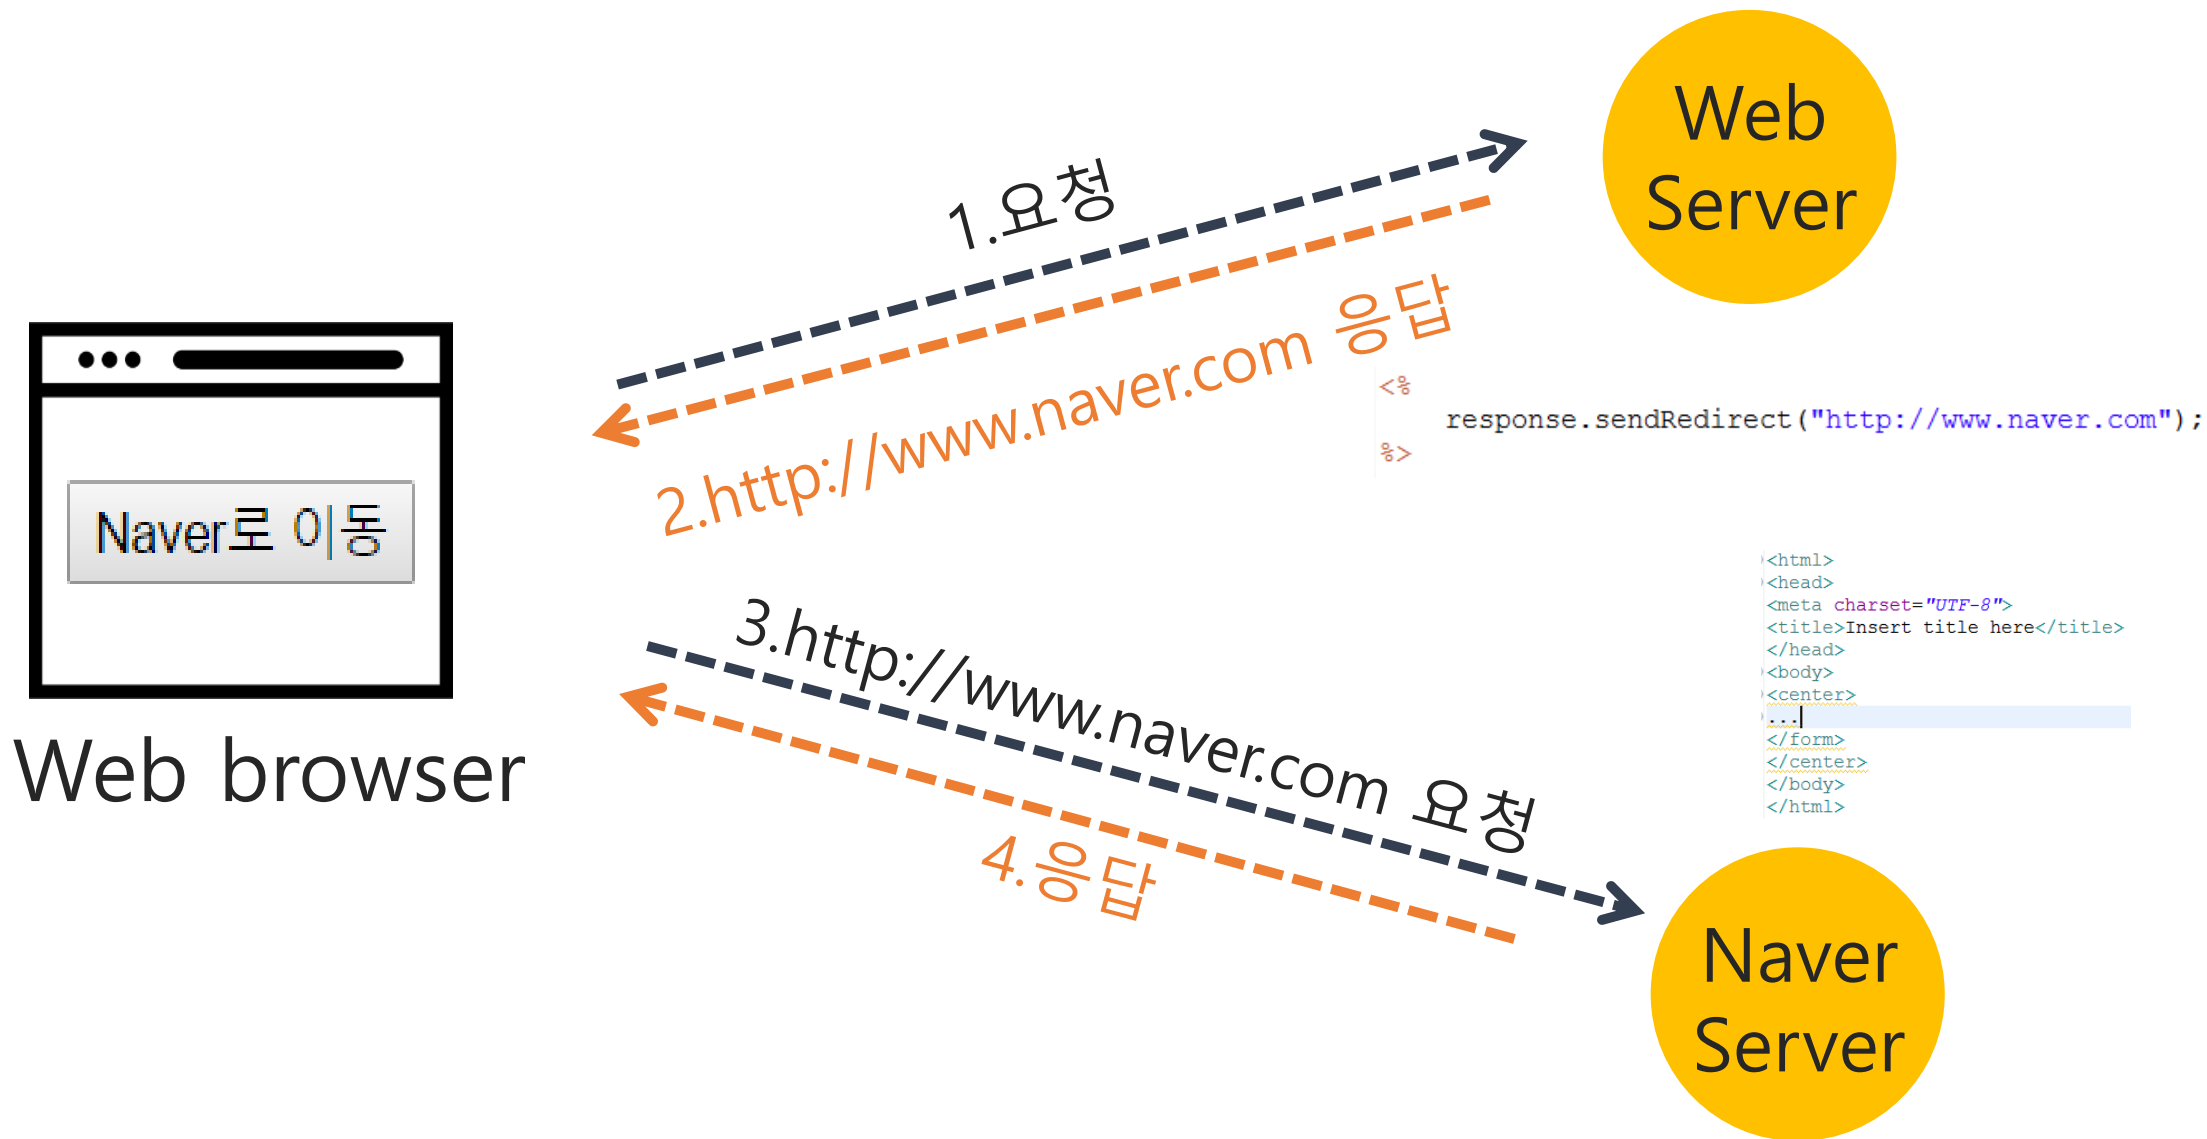 Web
Server
1.요청
2.http://www.naver.com 응답
<%
response.sendRedirect("http://www.naver.com");
%>
Naver로 이동
Web browser
<html>
<head>
<meta charset="UTF-8">
<title>Insert title here</title>
</head>
<body>
<center>
...
</form>
</center>
</body>
</html>
3.http://www.naver.com 요청
4.응답
Naver
Server